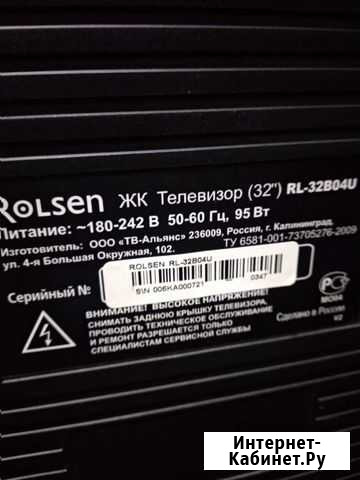 ROLSEN ЖК Телевизор (32") RL-32B04U
Питание: ~180-242 В 50-60 Гц, 95 Вт
Изготовитель: ООО «ТВ-Альянс» 236009, Россия, г. Калининград,
ул. 4-я Большая Окружная, 102. ТУ 6581-001-73705276-2009
ROLSEN RL-32B04U
Серийный №
S\N 006KA000721 0347
ВНИМАНИЕ! ВЫСОКОЕ НАПРЯЖЕНИЕ!
СНИМАТЬ ЗАДНЮЮ КРЫШКУ ТЕЛЕВИЗОРА,
ПРОВОДИТЬ ТЕХНИЧЕСКОЕ ОБСЛУЖИВАНИЕ
И РЕМОНТ РАЗРЕШАЕТСЯ ТОЛЬКО
СПЕЦИАЛИСТАМ СЕРВИСНОЙ СЛУЖБЫ
Сделано в России
V2
Интернет-
Кабинет.Ру